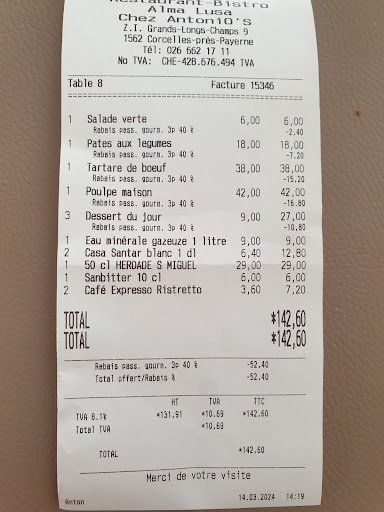 Restaurant-Bistro
Alma Lusa
Chez AntoniO'S
Z.I. Grands-Longs-Champs 9
1562 Corcelles-près-Payerne
Tél: 026 662 17 11
No TVA: CHE-428.676.494 TVA
Table 8 Facture 15346
1 Salade verte 6,00 6,00
Rabais pass. gourm. 3p 40 % -2,40
1 Pates aux legumes 18,00 18,00
Rabais pass. gourm. 3p 40 % -7,20
1 Tartare de boeuf 38,00 38,00
Rabais pass. gourm. 3p 40 % -15,20
1 Poulpe maison 42,00 42,00
Rabais pass. gourm. 3p 40 % -16,80
3 Dessert du jour 9,00 27,00
Rabais pass. gourm. 3p 40 % -10,80
1 Eau minérale gazeuze 1 litre 9,00 9,00
2 Casa Santar blanc 1 dl 6,40 12,80
1 50 cl HERDADE S MIGUEL 29,00 29,00
1 Sanbitter 10 cl 6,00 6,00
2 Café Expresso Ristretto 3,60 7,20
TOTAL *142,60
TOTAL *142,60
Rabais pass. gourm. 3p 40 % -52,40
Total offert/Rabais % -52,40
HT TVA TTC
TVA 8.1% *131,91 *10,69 *142,60
Total TVA *10,69
TOTAL *142,60
Merci de votre visite
Anton 14.03.2024 14:19